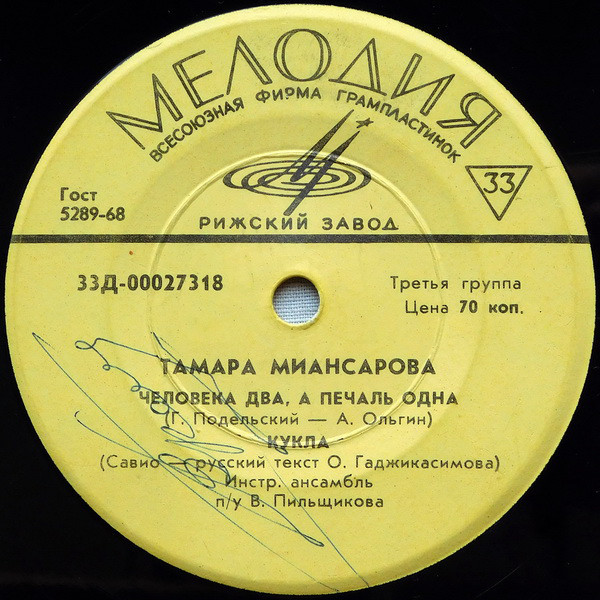 МЕЛОДИЯ
ВСЕСОЮЗНАЯ ФИРМА ГРАМПЛАСТИНОК
33
Гост
5289-68
РИЖСКИЙ ЗАВОД
33Д-00027318
Третья группа
Цена 70 коп.
ТАМАРА МИАНСАРОВА
ЧЕЛОВЕКА ДВА, А ПЕЧАЛЬ ОДНА
(Г. Подельский — А. Ольгин)
КУКЛА
(Савио — русский текст О. Гаджикасимова)
Инстр. ансамбль
п/у В. Пильщикова